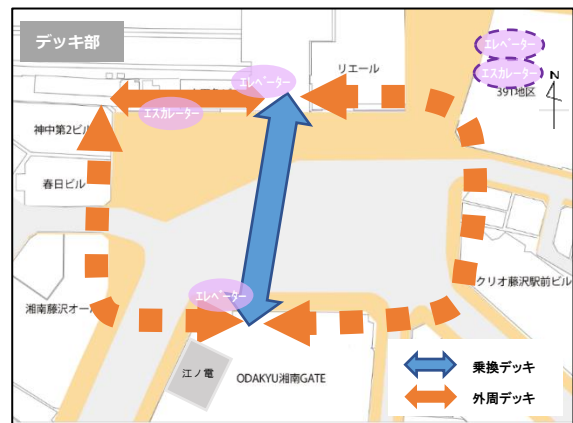 デッキ部
リエール
エレベーター
エレベーター
エスカレーター
391地区
N
エスカレーター
神中第2ビル
春日ビル
エレベーター
湘南藤沢オー
クリオ藤沢駅前ビル
江ノ電
ODAKYU湘南GATE
乗換デッキ
外周デッキ